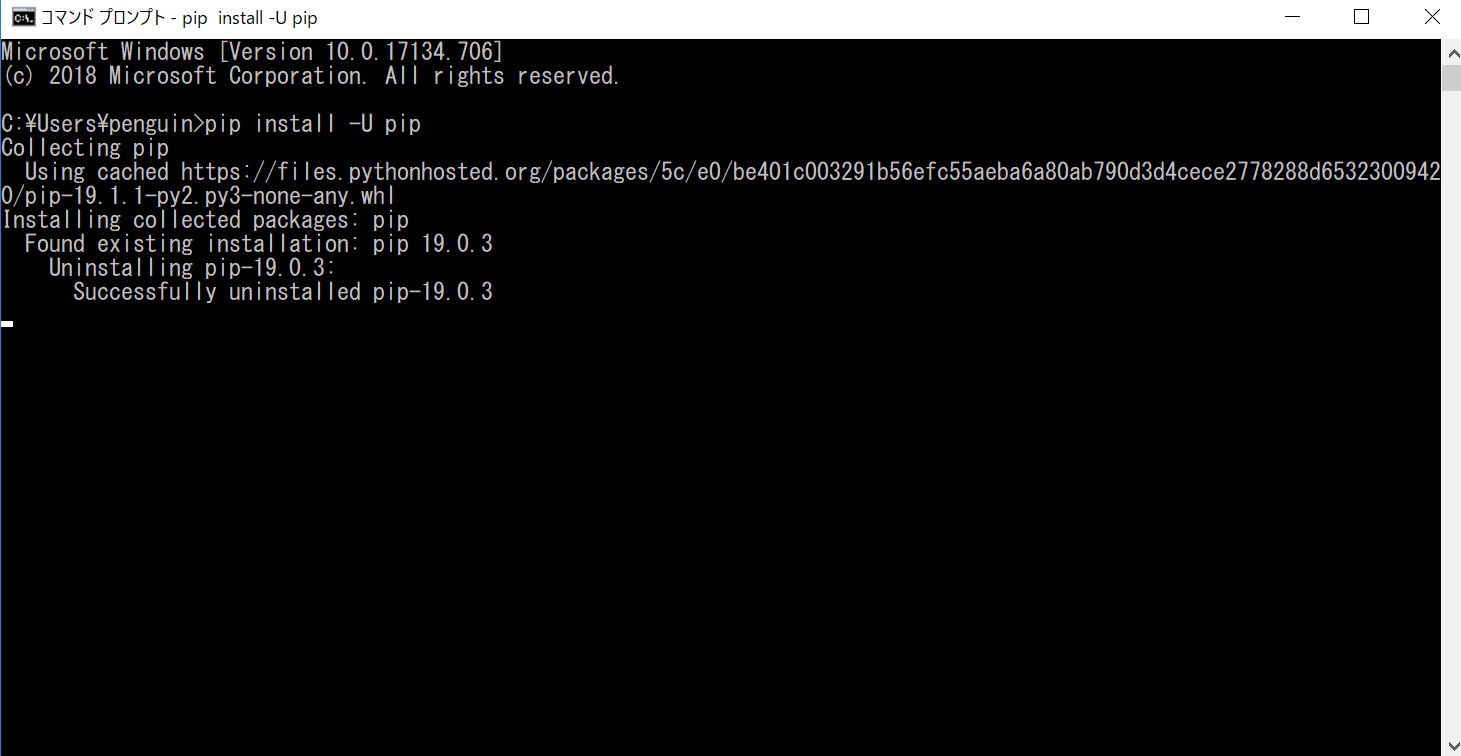 コマンド プロンプト - pip  install -U pip
Microsoft Windows [Version 10.0.17134.706]
(c) 2018 Microsoft Corporation. All rights reserved.
C:¥Users¥penguin>pip install -U pip
Collecting pip
  Using cached https://files.pythonhosted.org/packages/5c/e0/be401c003291b56efc55aeba6a80ab790d3d4cece2778288d6532300942
0/pip-19.1.1-py2.py3-none-any.whl
Installing collected packages: pip
  Found existing installation: pip 19.0.3
    Uninstalling pip-19.0.3:
      Successfully uninstalled pip-19.0.3